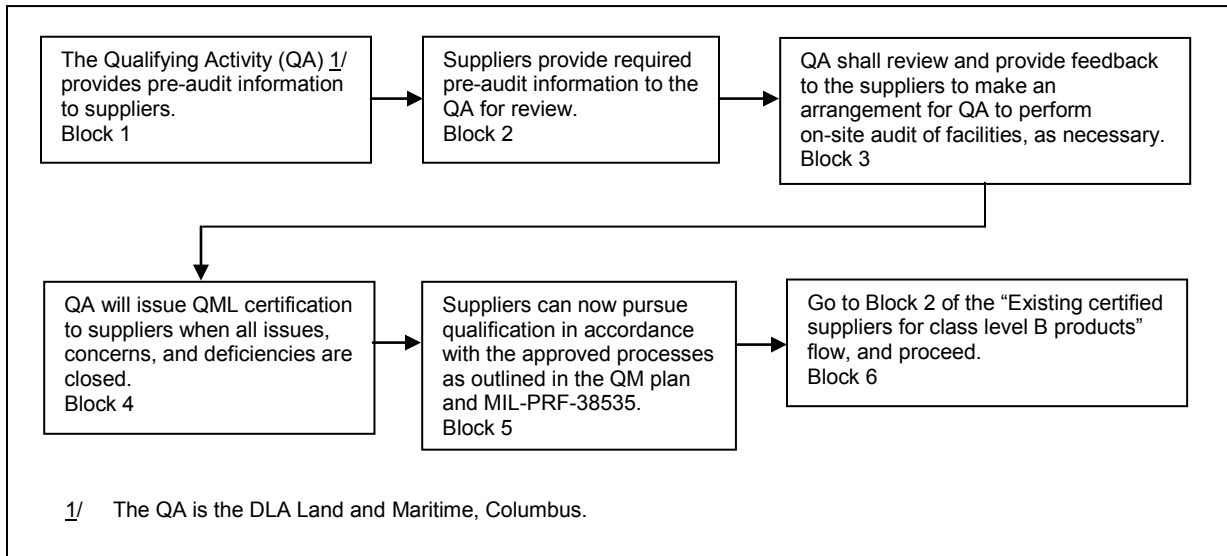 The Qualifying Activity (QA) 1/
provides pre-audit information
to suppliers.
Block 1
Suppliers provide required
pre-audit information to the
QA for review.
Block 2
QA shall review and provide feedback
to the suppliers to make an
arrangement for QA to perform
on-site audit of facilities, as necessary.
Block 3
QA will issue QML certification
to suppliers when all issues,
concerns, and deficiencies are
closed.
Block 4
Suppliers can now pursue
qualification in accordance
with the approved processes
as outlined in the QM plan
and MIL-PRF-38535.
Block 5
Go to Block 2 of the “Existing certified
suppliers for class level B products”
flow, and proceed.
Block 6
1/ The QA is the DLA Land and Maritime, Columbus.